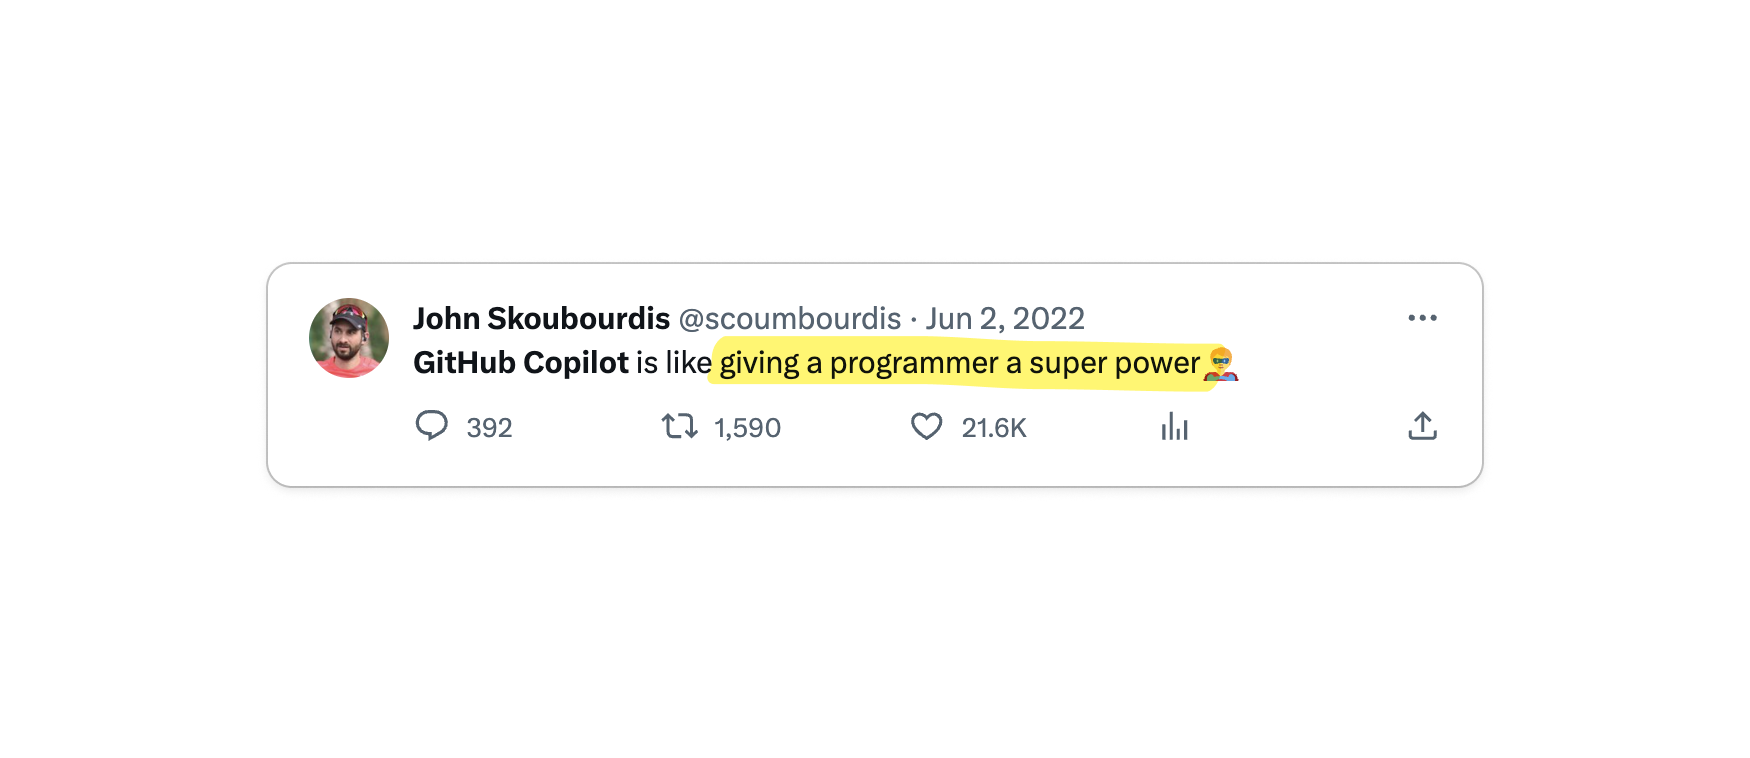 John Skoubourdis @scoumbourdis · Jun 2, 2022
GitHub Copilot is like giving a programmer a super power 🦸‍♂️
392 1,590 21.6K